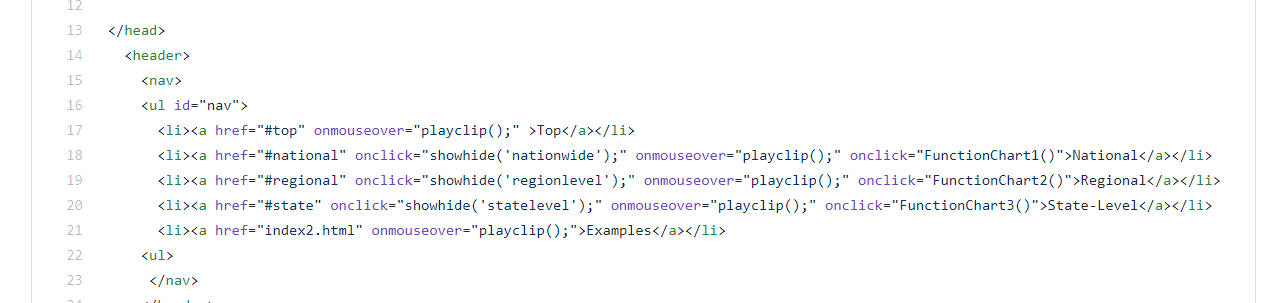 12
13 </head>
14 <header>
15 <nav>
16 <ul id="nav">
17 <li><a href="#top" onmouseover="playclip();" >Top</a></li>
18 <li><a href="#national" onclick="showhide('nationwide');" onmouseover="playclip();" onclick="FunctionChart1()">National</a></li>
19 <li><a href="#regional" onclick="showhide('regionlevel');" onmouseover="playclip();" onclick="FunctionChart2()">Regional</a></li>
20 <li><a href="#state" onclick="showhide('statelevel');" onmouseover="playclip();" onclick="FunctionChart3()">State-Level</a></li>
21 <li><a href="index2.html" onmouseover="playclip();">Examples</a></li>
22 <ul>
23 </nav>